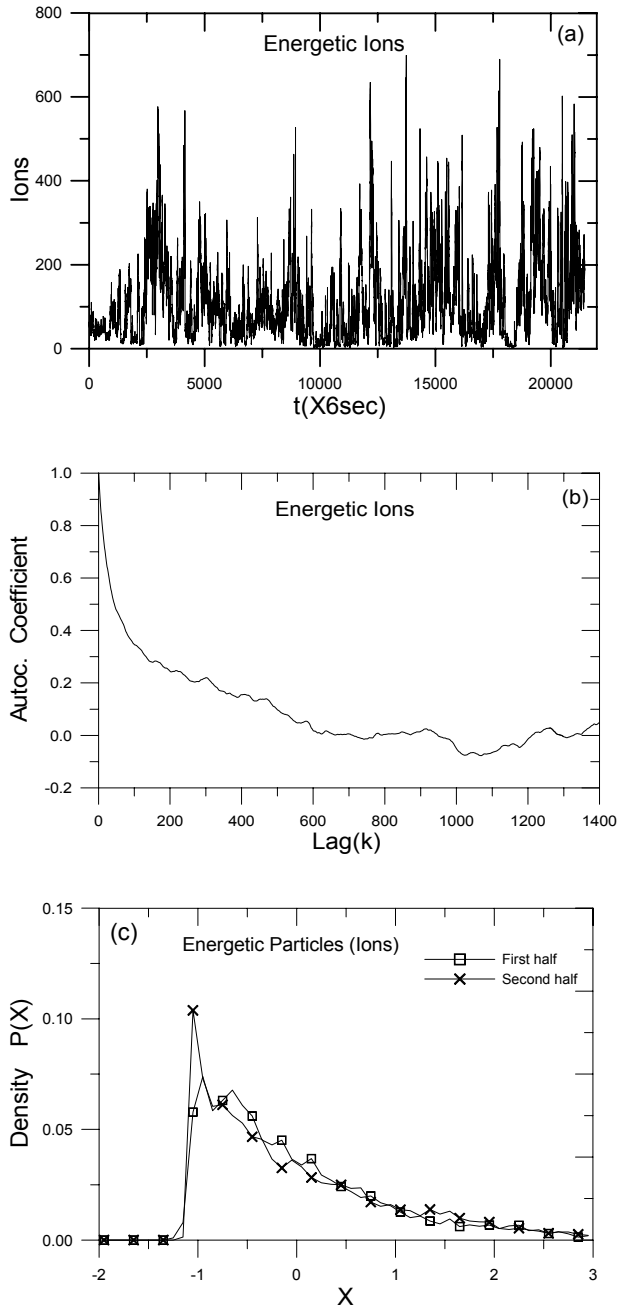 800
Energetic Ions
(a)
600
400
200
0
Ions
0 5000 10000 15000 20000
t(X6sec)
1.0
Energetic Ions
(b)
0.8
0.6
0.4
0.2
0.0
-0.2
Autoc. Coefficient
0 200 400 600 800 1000 1200 1400
Lag(k)
0.15
(c)
Energetic Particles (Ions)
First half
Second half
0.10
0.05
0.00
Density P(X)
-2 -1 0 1 2 3
X